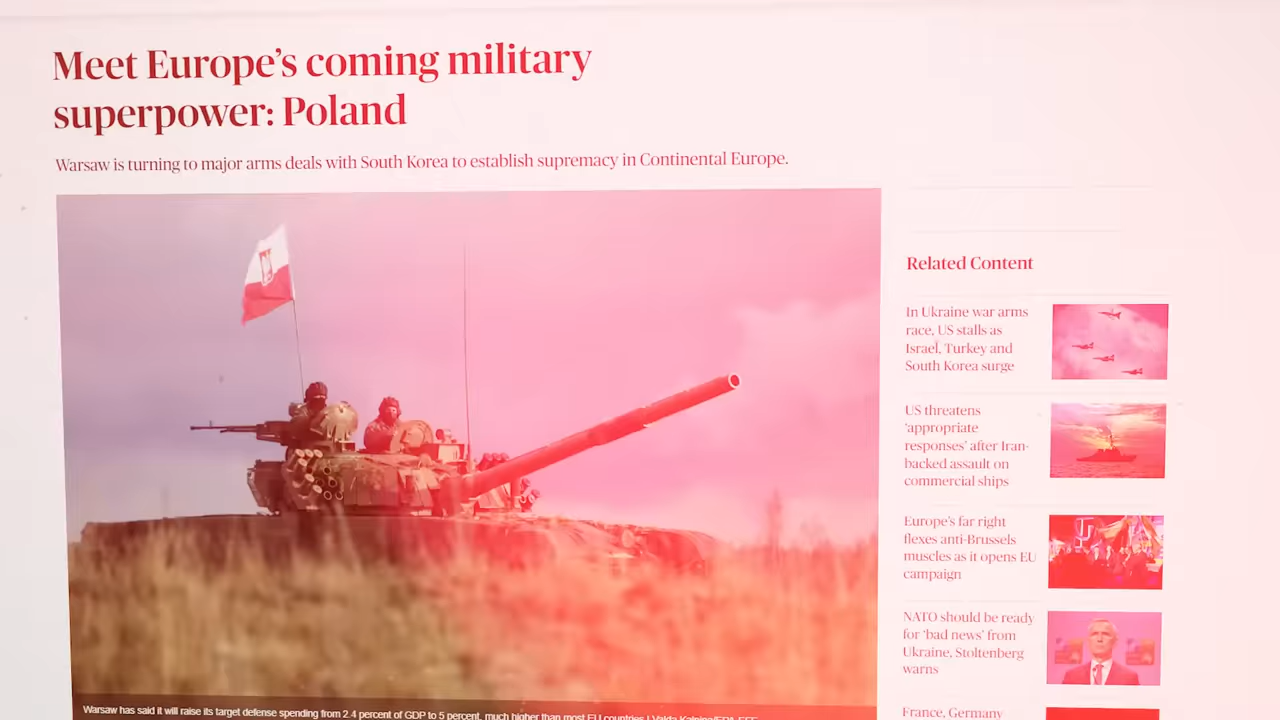 Meet Europe's coming military
superpower: Poland
Warsaw is turning to major arms deals with South Korea to establish supremacy in Continental Europe.
Related Content
In Ukraine war arms
race, US stalls as
Israel, Turkey and
South Korea surge
US threatens
'appropriate
responses' after Iran-
backed assault on
commercial ships
Europe's far right
flexes anti-Brussels
muscles as it opens EU
campaign
NATO should be ready
for 'bad news' from
Ukraine, Stoltenberg
warns
France, Germany
Warsaw has said it will raise its target defense spending from 2.4 percent of GDP to 5 percent, much higher than most EU countries | Valda Kalnina/EPA-EFE